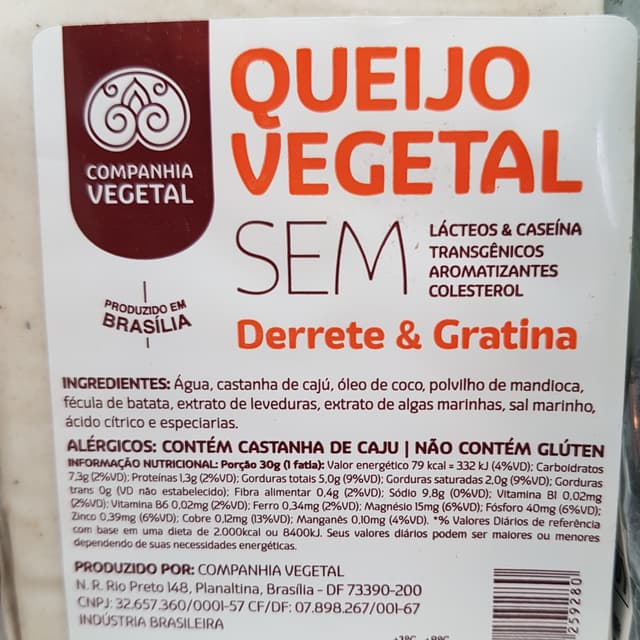 COMPANHIA
VEGETAL
PRODUZIDO EM
BRASÍLIA
QUEIJO
VEGETAL
SEM
LÁCTEOS & CASEÍNA
TRANSGÊNICOS
AROMATIZANTES
COLESTEROL
Derrete & Gratina
INGREDIENTES: Água, castanha de cajú, óleo de coco, polvilho de mandioca,
fécula de batata, extrato de leveduras, extrato de algas marinhas, sal marinho,
ácido cítrico e especiarias.
ALÉRGICOS: CONTÉM CASTANHA DE CAJU | NÃO CONTÉM GLÚTEN
INFORMAÇÃO NUTRICIONAL: Porção 30g (1 fatia): Valor energético 79 kcal = 332 kJ (4%VD); Carboidratos
7,3g (2%VD); Proteínas 1,3g (2%VD); Gorduras totais 5,0g (9%VD); Gorduras saturadas 2,0g (9%VD); Gorduras
trans 0g (VD não estabelecido); Fibra alimentar 0,4g (2%VD); Sódio 9,8g (0%VD); Vitamina B1 0,02mg
(2%VD); Vitamina B6 0,02mg (2%VD); Ferro 0,34mg (2%VD); Magnésio 15mg (6%VD); Fósforo 40mg (6%VD);
Zinco 0,39mg (6%VD); Cobre 0,12mg (13%VD); Manganês 0,10mg (4%VD). *% Valores Diários de referência
com base em uma dieta de 2.000kcal ou 8400kJ. Seus valores diários podem ser maiores ou menores
dependendo de suas necessidades energéticas.
PRODUZIDO POR: COMPANHIA VEGETAL
N. R. Rio Preto 148, Planaltina, Brasília - DF 73390-200
CNPJ: 32.657.360/0001-57 CF/DF: 07.898.267/001-67
INDÚSTRIA BRASILEIRA
259280